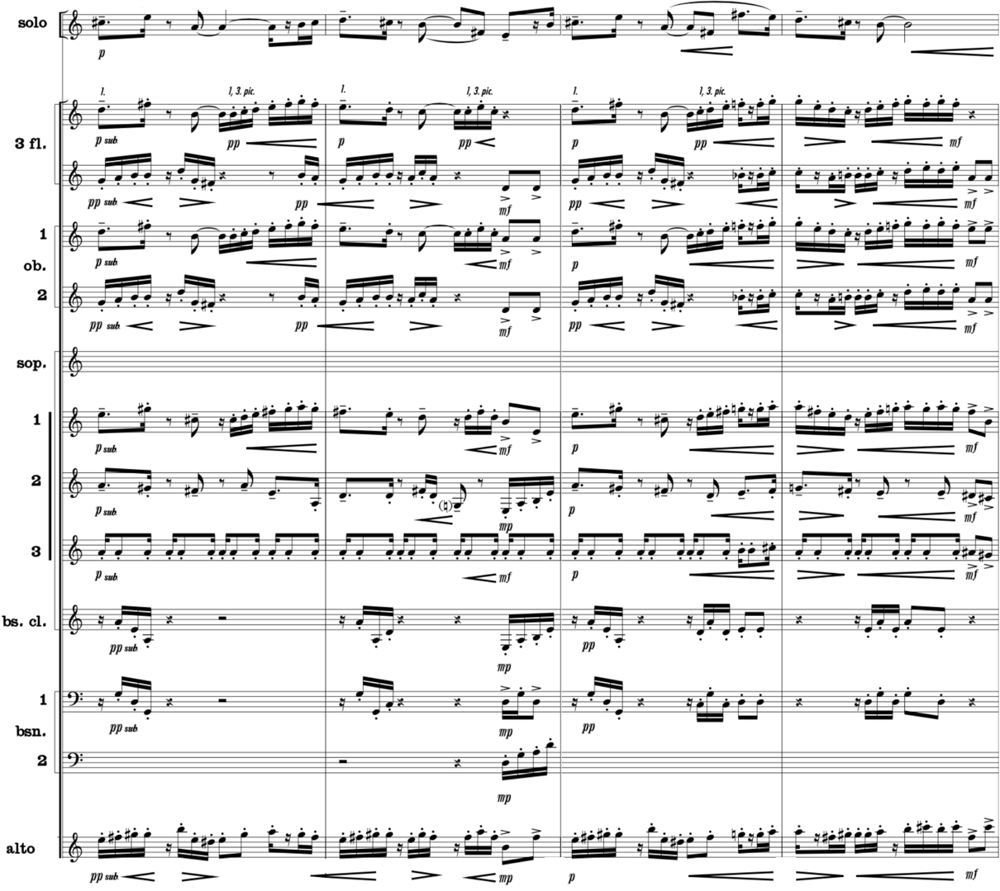 solo
p
1. 1, 3. pic. 1. 1, 3. pic. 1. 1, 3. pic.
3 fl.
p sub. pp p pp p pp mf
pp sub. pp mf pp mf
1
ob.
p sub. mf p mf
2
pp sub. pp mf pp mf
sop.
1
p sub. mf p mf
2
p sub. mp p mf
3
p sub. mf p mf
bs. cl.
pp sub. mp pp
1
bsn.
pp sub. mp pp
2
mp
alto
pp sub. mp p mf